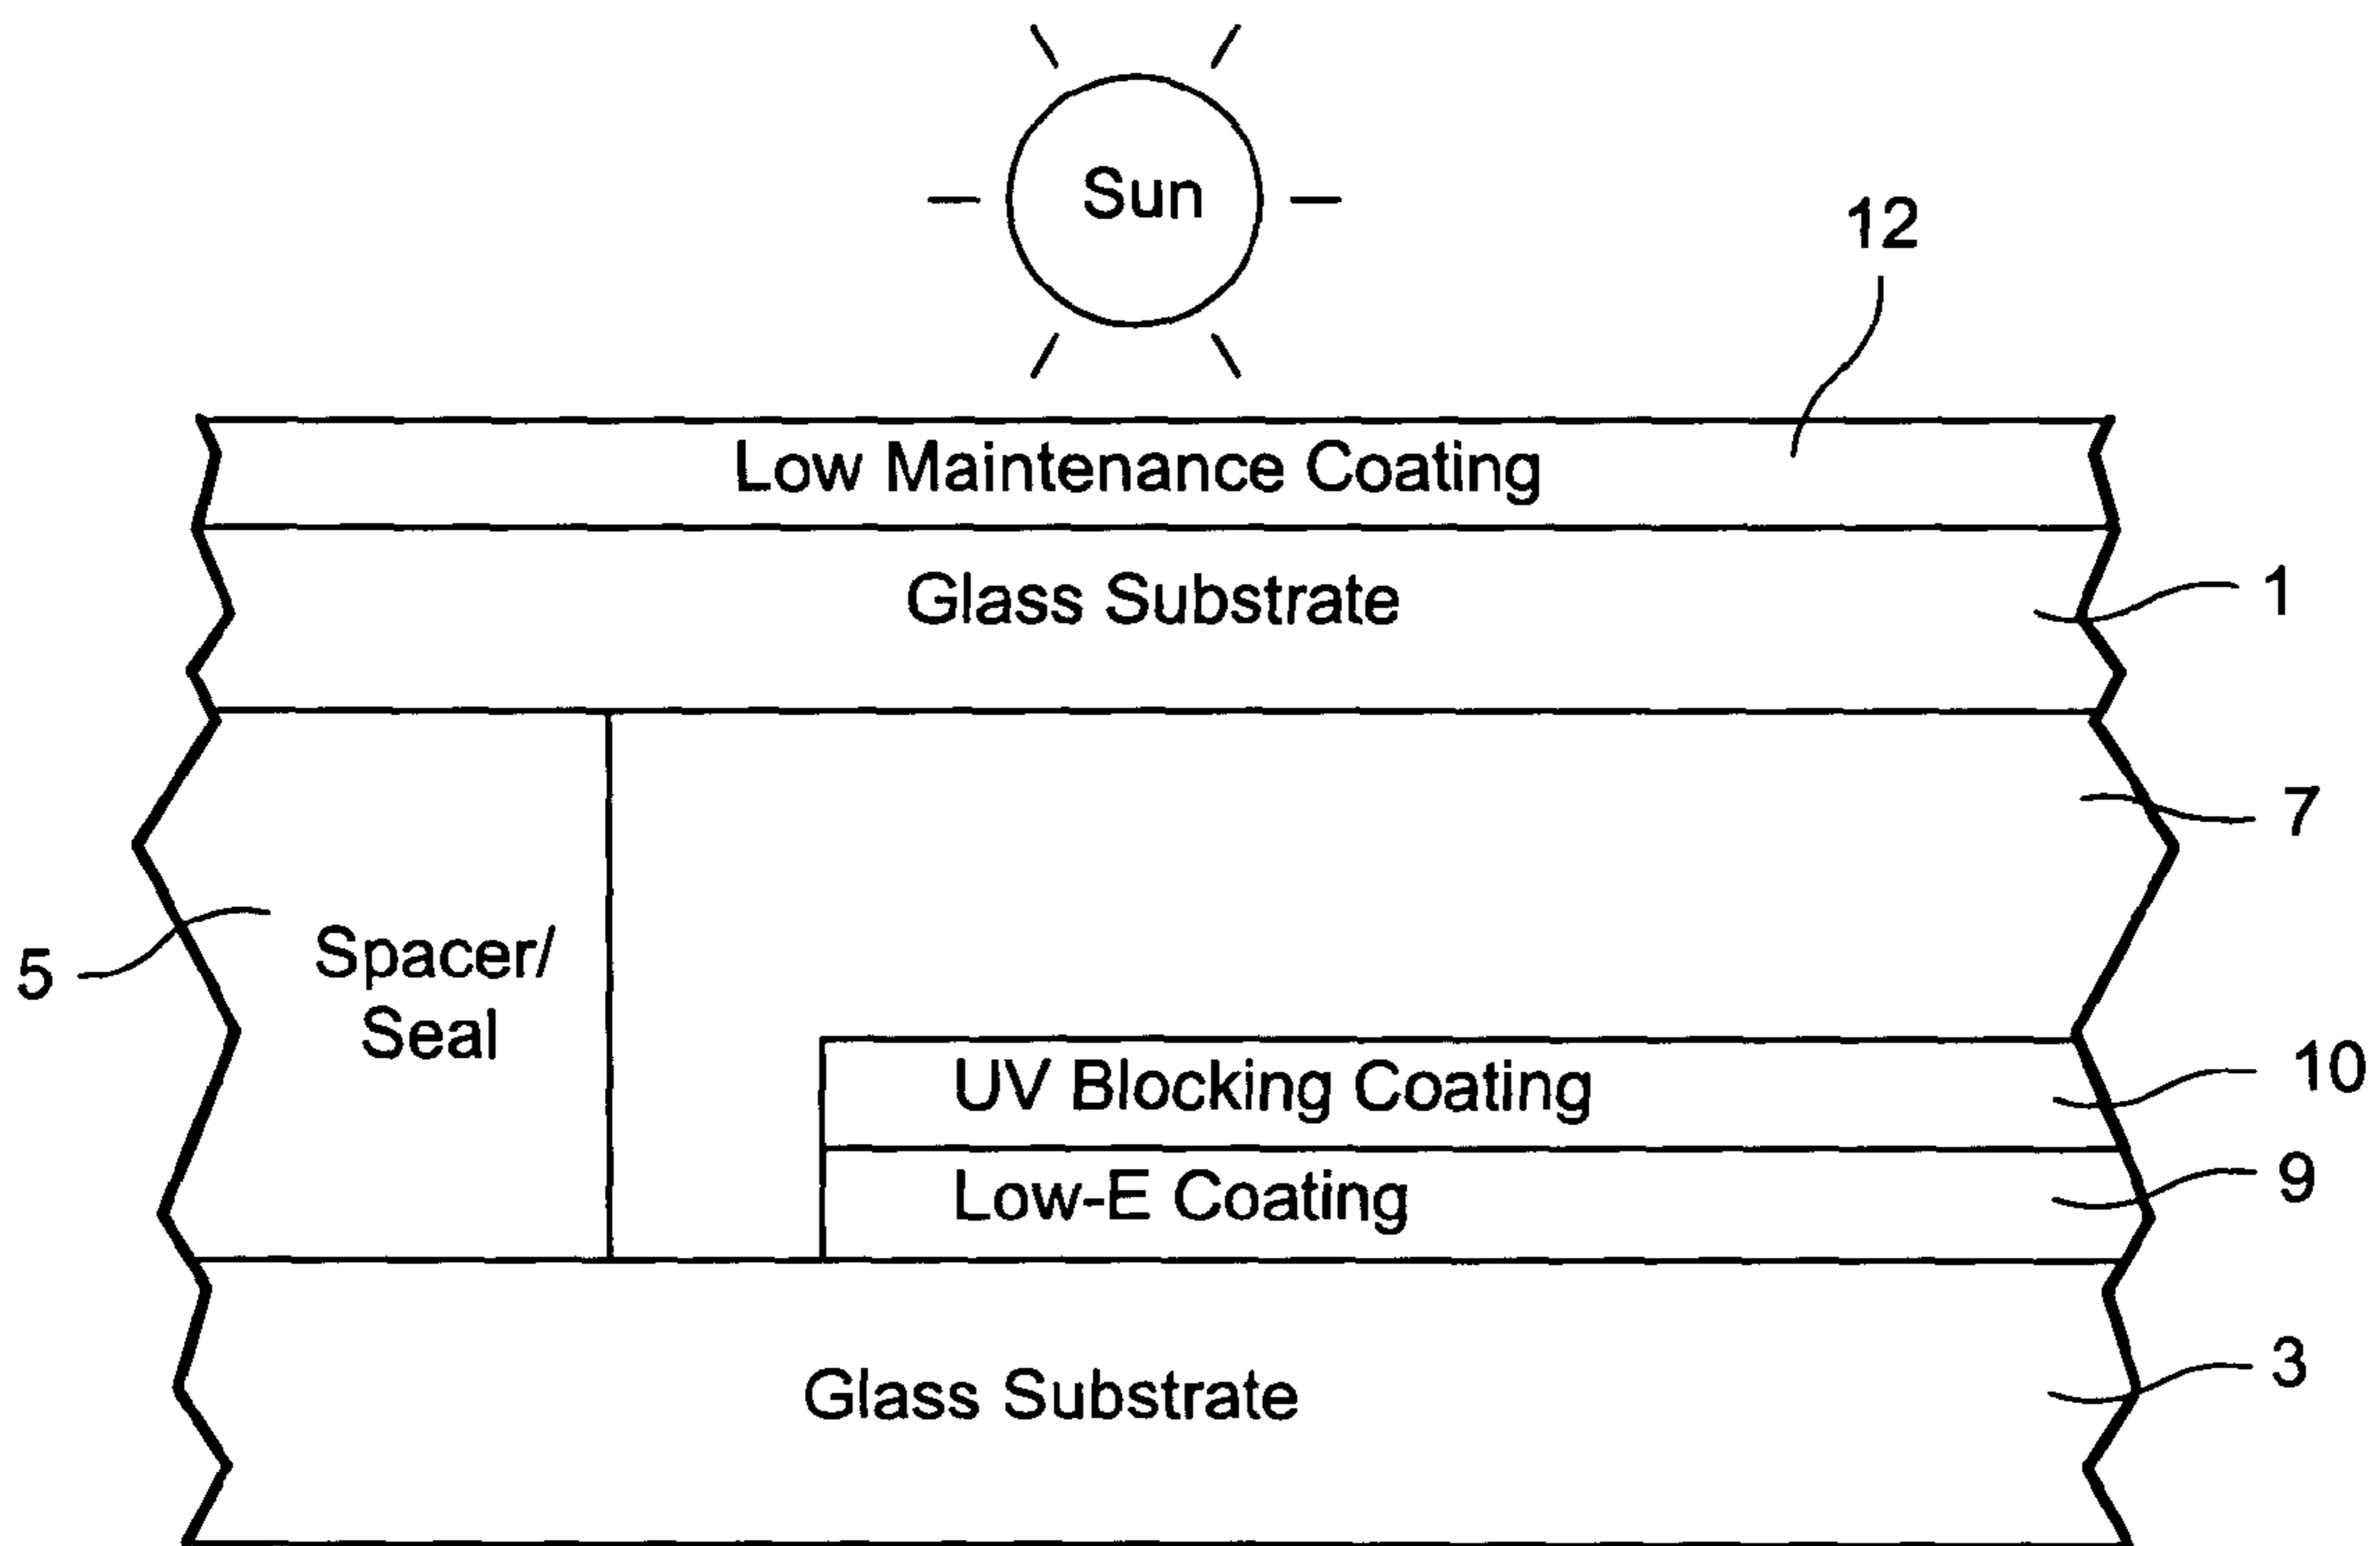 Sun
12
Low Maintenance Coating
Glass Substrate
1
7
5
Spacer/
Seal
UV Blocking Coating
10
Low-E Coating
9
Glass Substrate
3